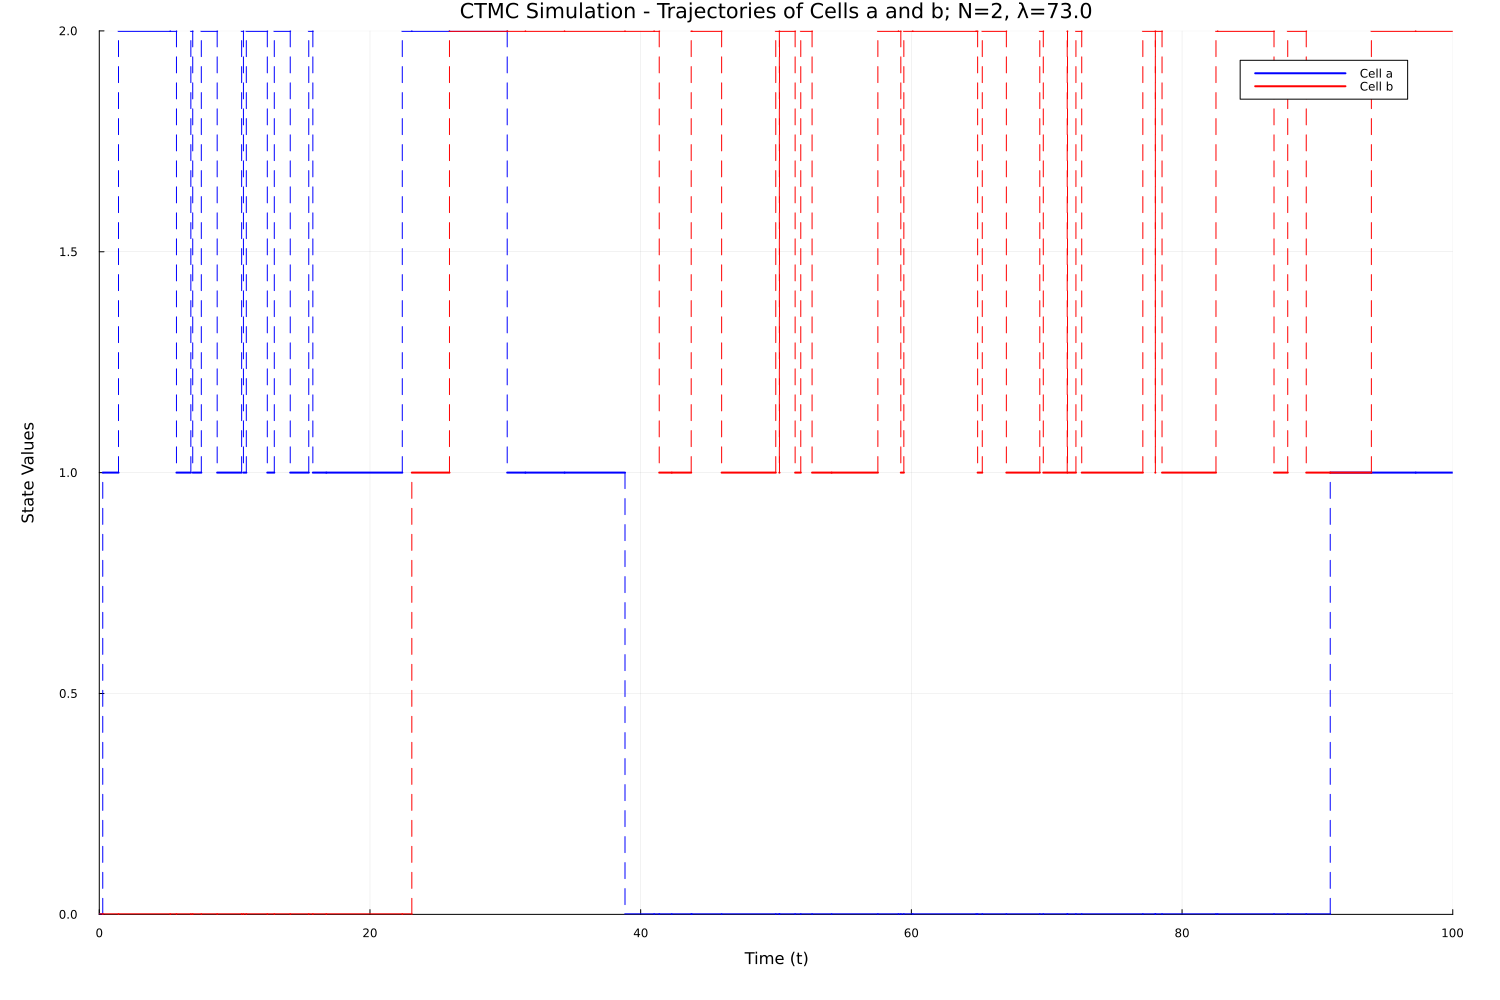 CTMC Simulation - Trajectories of Cells a and b; N=2, λ=73.0
2.0
Cell a
Cell b
1.5
1.0
State Values
0.5
0.0
0 20 40 60 80 100
Time (t)